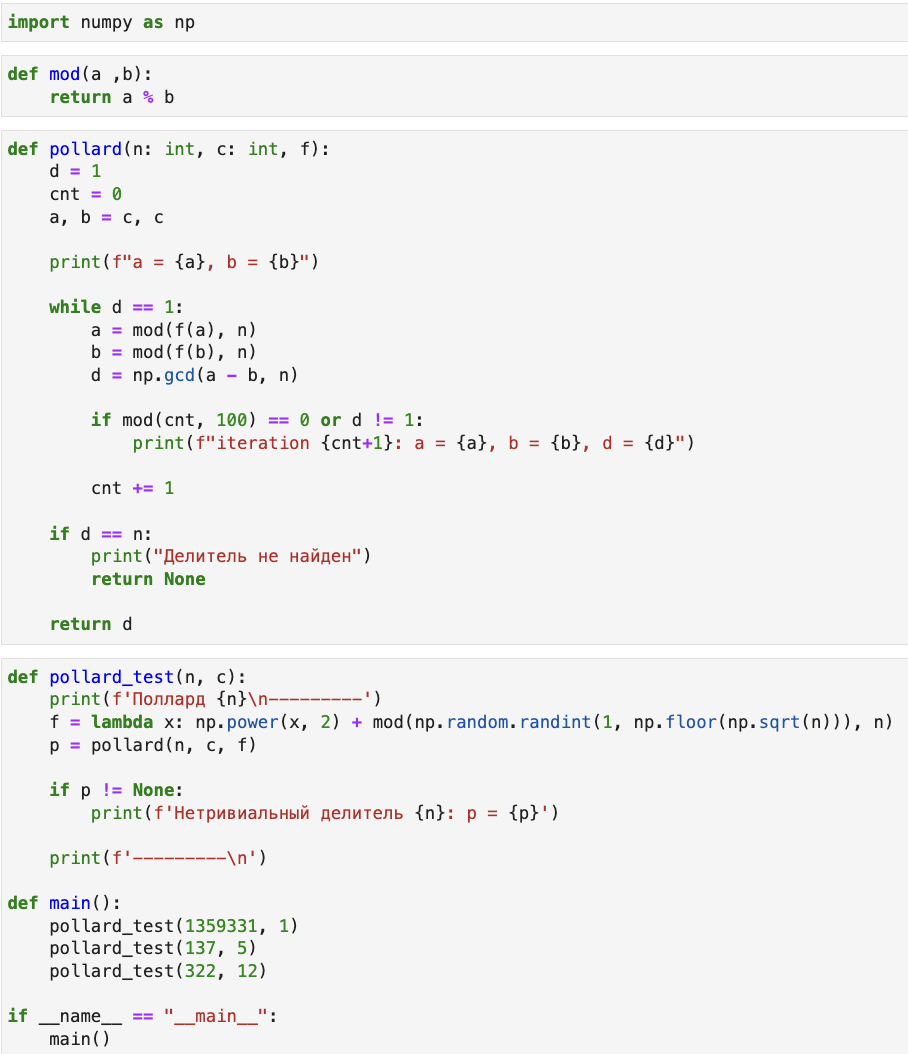 import numpy as np
def mod(a ,b):
    return a % b
def pollard(n: int, c: int, f):
    d = 1
    cnt = 0
    a, b = c, c
    print(f"a = {a}, b = {b}")
    while d == 1:
        a = mod(f(a), n)
        b = mod(f(b), n)
        d = np.gcd(a - b, n)
        if mod(cnt, 100) == 0 or d != 1:
            print(f"iteration {cnt+1}: a = {a}, b = {b}, d = {d}")
        cnt += 1
    if d == n:
        print("Делитель не найден")
        return None
    return d
def pollard_test(n, c):
    print(f'Поллард {n}\n---------')
    f = lambda x: np.power(x, 2) + mod(np.random.randint(1, np.floor(np.sqrt(n))), n)
    p = pollard(n, c, f)
    if p != None:
        print(f'Нетривиальный делитель {n}: p = {p}')
    print(f'---------\n')
def main():
    pollard_test(1359331, 1)
    pollard_test(137, 5)
    pollard_test(322, 12)
if __name__ == "__main__":
    main()